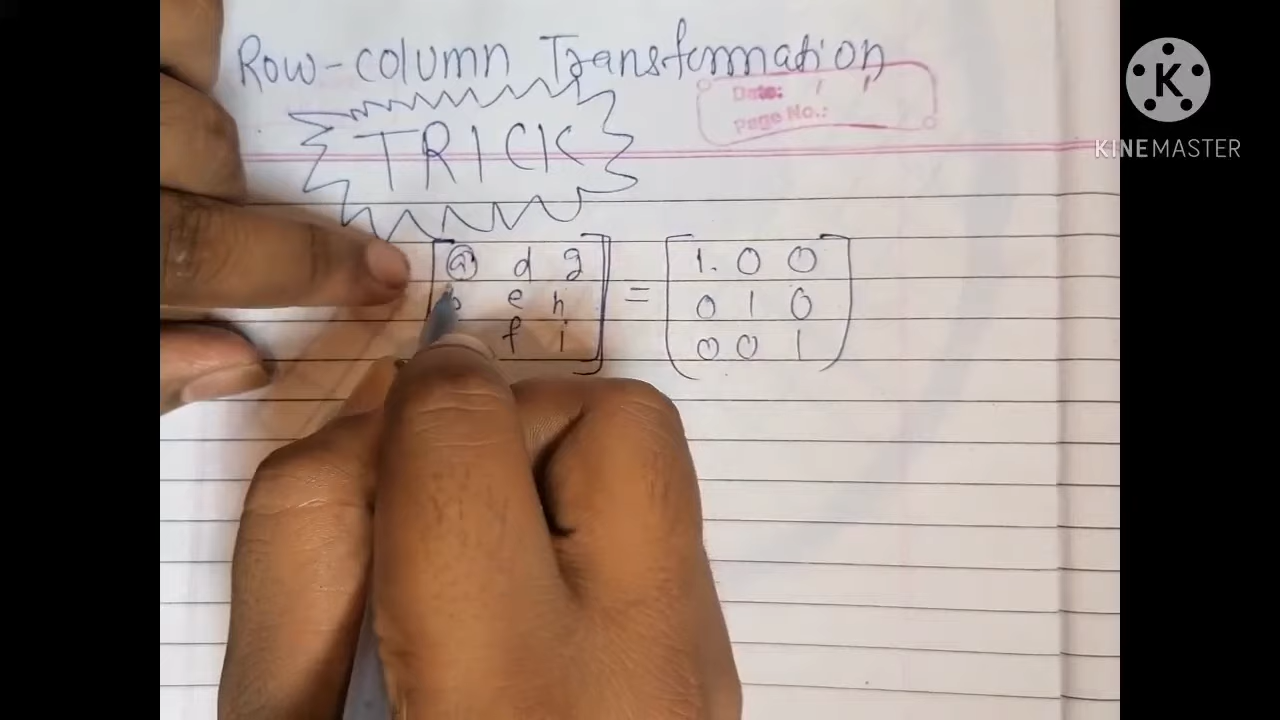 Row-column Transformation
Date:
Page No.:
K
KINEMASTER
TRICK
a d g = 1. 0 0
e h 0 1 0
f i 0 0 1